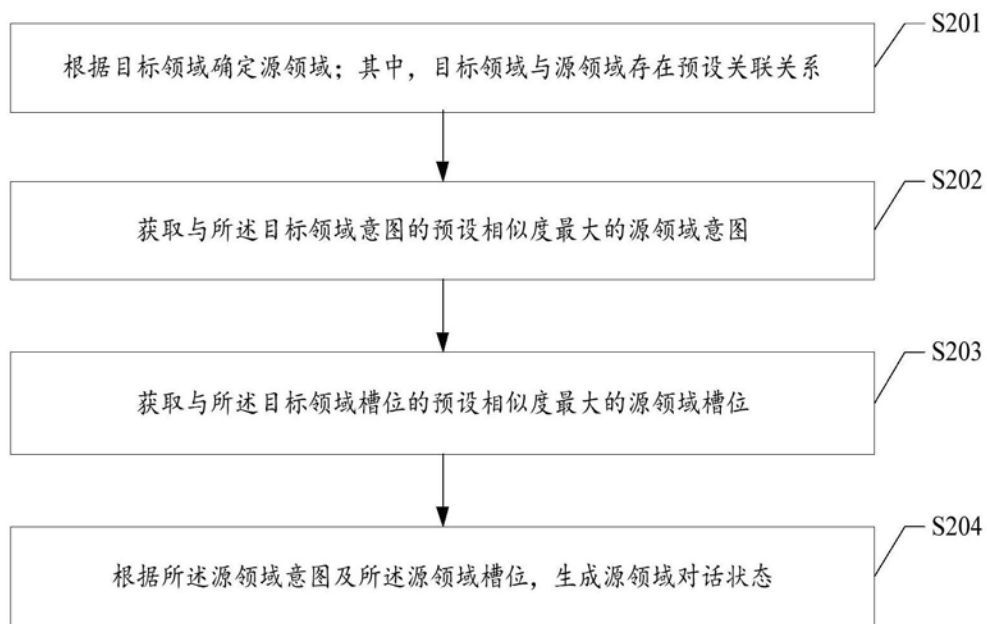 S201
根据目标领域确定源领域；其中，目标领域与源领域存在预设关联关系
S202
获取与所述目标领域意图的预设相似度最大的源领域意图
S203
获取与所述目标领域槽位的预设相似度最大的源领域槽位
S204
根据所述源领域意图及所述源领域槽位，生成源领域对话状态